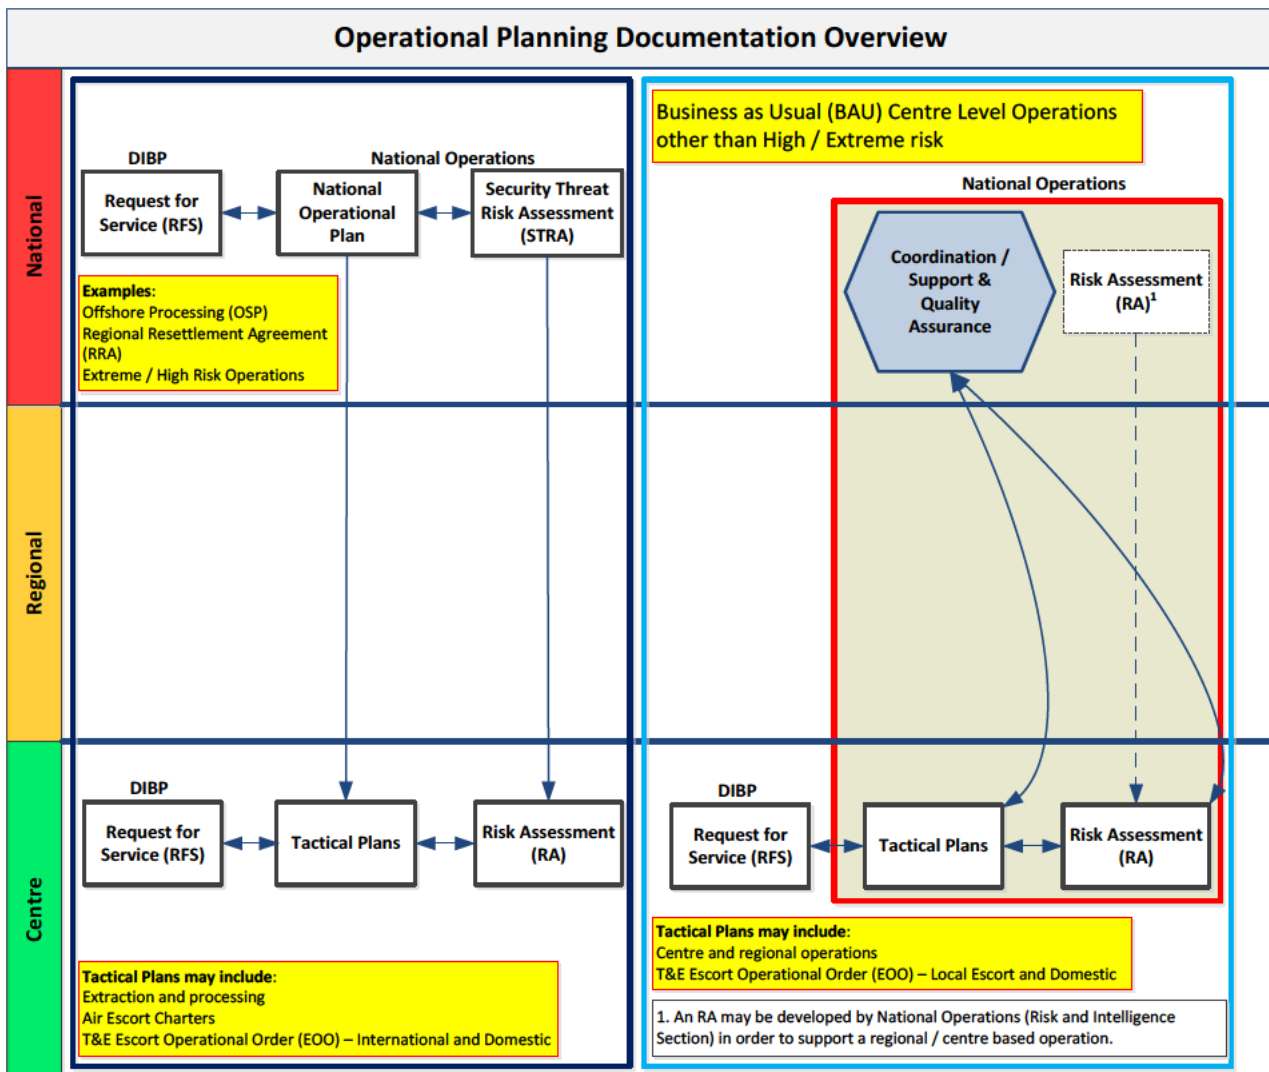 Operational Planning Documentation Overview
National
DIBP
National Operations
Request for
Service (RFS)
National
Operational
Plan
Security Threat
Risk Assessment
(STRA)
Examples:
Offshore Processing (OSP)
Regional Resettlement Agreement
(RRA)
Extreme / High Risk Operations
Business as Usual (BAU) Centre Level Operations
other than High / Extreme risk
National Operations
Coordination /
Support &
Quality
Assurance
Risk Assessment
(RA)1
Regional
Centre
DIBP
Request for
Service (RFS)
Tactical Plans
Risk Assessment
(RA)
Tactical Plans may include:
Extraction and processing
Air Escort Charters
T&E Escort Operational Order (EOO) – International and Domestic
DIBP
Request for
Service (RFS)
Tactical Plans
Risk Assessment
(RA)
Tactical Plans may include:
Centre and regional operations
T&E Escort Operational Order (EOO) – Local Escort and Domestic
1. An RA may be developed by National Operations (Risk and Intelligence
Section) in order to support a regional / centre based operation.